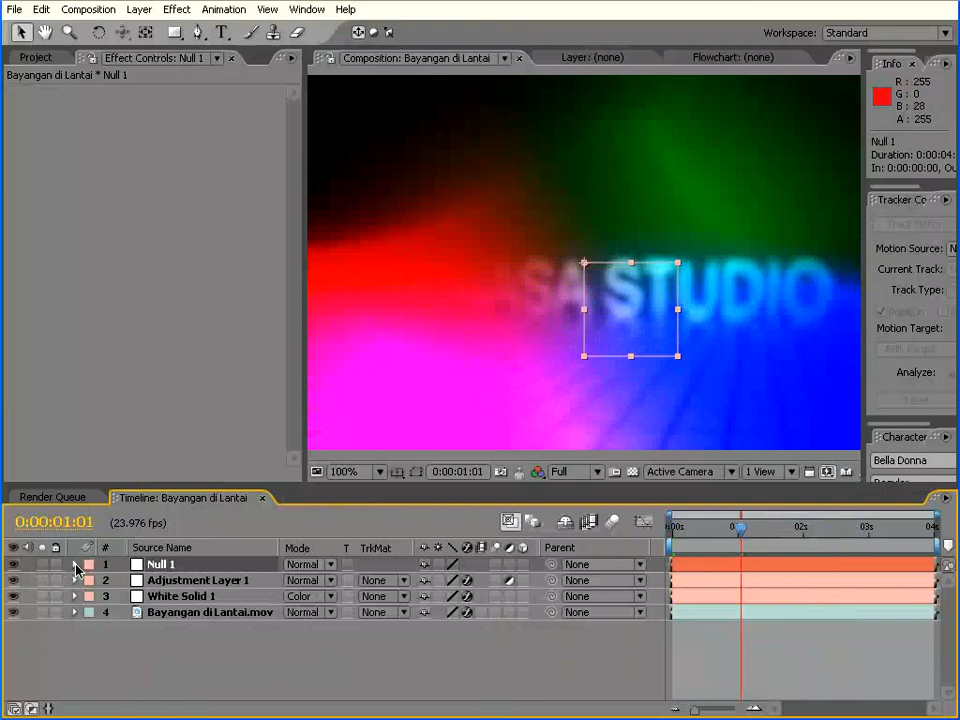 File Edit Composition Layer Effect Animation View Window Help
Workspace: Standard
Project Effect Controls: Null 1
Bayangan di Lantai * Null 1
Composition: Bayangan di Lantai Layer: (none) Flowchart: (none)
Info
R: 255
G: 0
B: 28
A: 255
Null 1
Duration: 0:00:04:
In: 0:00:00:00, Ou
Tracker Co
Motion Source: N
Current Track:
Track Type:
Motion Target:
Analyze:
Character
Bella Donna
SA STUDIO
100% 0:00:01:01 Full Active Camera 1 View
Render Queue Timeline: Bayangan di Lantai
0:00:01:01 (23.976 fps)
:00s 02s 03s 04s
# Source Name Mode T TrkMat Parent
1 Null 1 Normal None
2 Adjustment Layer 1 Normal None None
3 White Solid 1 Color None None
4 Bayangan di Lantai.mov Normal None None